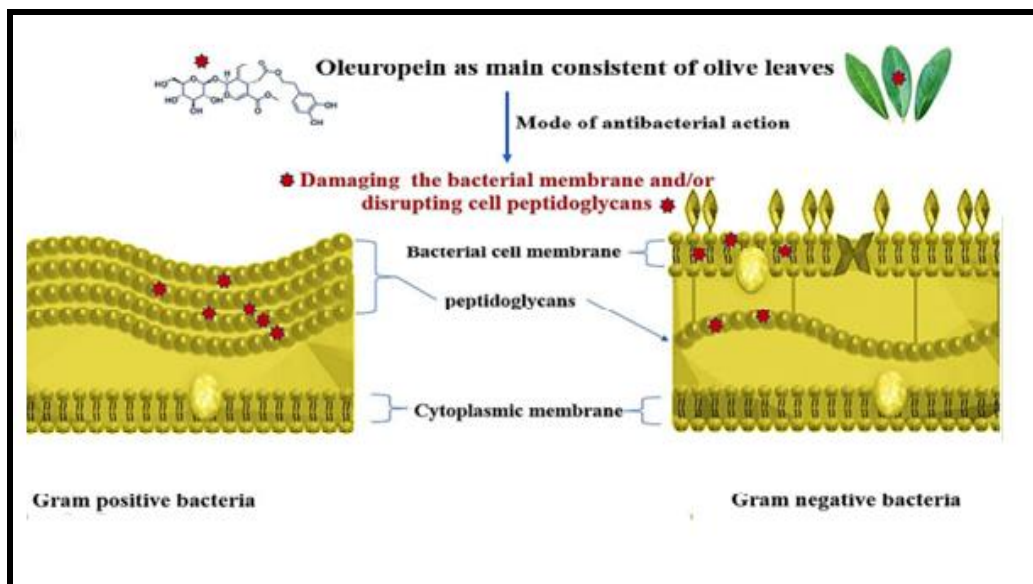 Oleuropein as main consistent of olive leaves
Mode of antibacterial action
Damaging the bacterial membrane and/or
disrupting cell peptidoglycans
Bacterial cell membrane
peptidoglycans
Cytoplasmic membrane
Gram positive bacteria
Gram negative bacteria